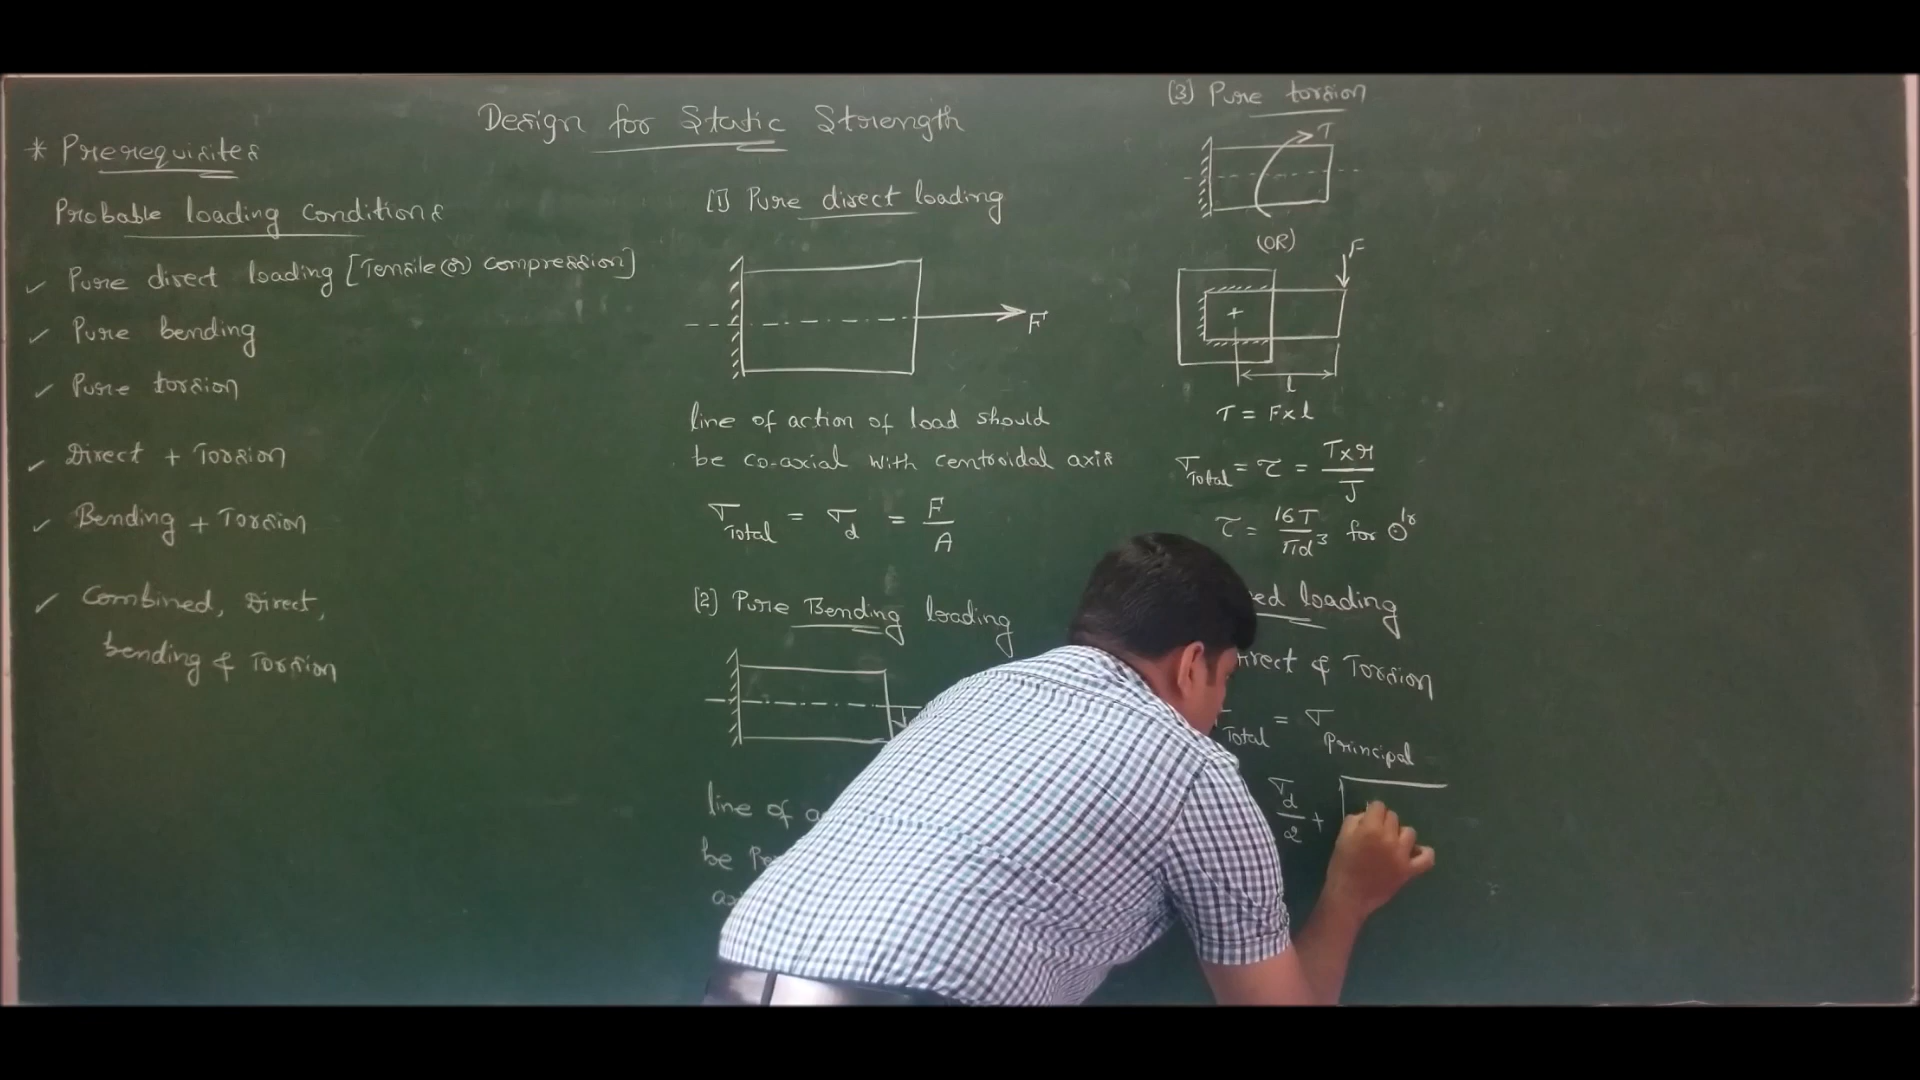 Design for Static Strength
* Prerequisites
Probable loading conditions
✓ Pure direct loading [Tensile (or) compression]
✓ Pure bending
✓ Pure torsion
✓ Direct + Torsion
✓ Bending + Torsion
✓ Combined, Direct,
bending & Torsion
[1] Pure direct loading
F
line of action of load should
be co-axial with centroidal axis
σTotal = σd = F/A
[2] Pure Bending loading
line of
be
[3] Pure torsion
T
(OR)
F
+
l
T = F×l
σTotal = τ = T×r/J
τ = 16T/πd³ for ⊙lr
loading
& Torsion
Total = σPrincipal
σd/2 +